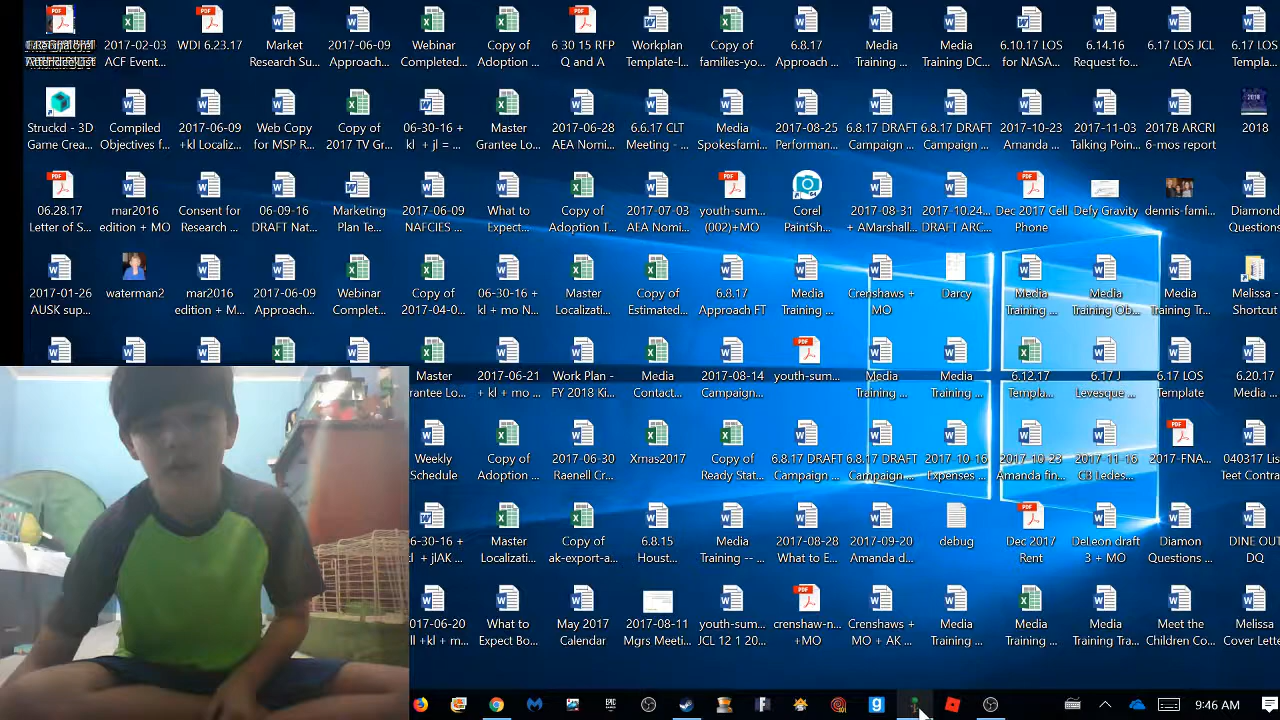 2017-02-03 ACF Event...
WDI 6.23.17
Market Research Su...
2017-06-09 Approach...
Webinar Completed...
Copy of Adoption ...
6 30 15 RFP Q and A
Workplan Template-l...
Copy of families-yo...
6.8.17 Approach ...
Media Training ...
Media Training DC...
6.10.17 LOS for NASA...
6.14.16 Request fo...
6.17 LOS JCL AEA
6.17 LOS Templa...
Struckd - 3D Game Crea...
Compiled Objectives f...
2017-06-09 +kl Localiz...
Web Copy for MSP R...
Copy of 2017 TV Gr...
06-30-16 + kl + jl = ...
Master Grantee Lo...
2017-06-28 AEA Nomi...
6.6.17 CLT Meeting - ...
Media Spokesfami...
2017-08-25 Performan...
6.8.17 DRAFT Campaign ...
6.8.17 DRAFT Campaign ...
2017-10-23 Amanda ...
2017-11-03 Talking Poin...
2017B ARCRI 6-mos report
2018
06.28.17 Letter of S...
mar2016 edition + MO
Consent for Research ...
06-09-16 DRAFT Nat...
Marketing Plan Te...
2017-06-09 NAFCIES ...
What to Expect...
Copy of Adoption T...
2017-07-03 AEA Nomi...
youth-sum... (002)+MO
Corel PaintSh...
2017-08-31 + AMarshall...
2017-10.24... DRAFT ARC...
Dec 2017 Cell Phone
Defy Gravity
dennis-fami...
Diamond Questions
2017-01-26 AUSK sup...
waterman2
mar2016 edition + M...
2017-06-09 Approach...
Webinar Complet...
Copy of 2017-04-0...
06-30-16 + kl + mo N...
Master Localizati...
Copy of Estimated...
6.8.17 Approach FT
Media Training ...
Crenshaws + MO
Darcy
Media Training ...
Media Training Ob...
Media Training Tr...
Melissa - Shortcut
Master rantee Lo...
2017-06-21 + kl + mo ...
Work Plan - FY 2018 Ki...
Media Contact...
2017-08-14 Campaign...
youth-sum...
Media Training ...
Media Training ...
6.12.17 Templa...
6.17 J Levesque ...
6.17 LOS Template
6.20.17 Media ...
Weekly Schedule
Copy of Adoption ...
2017-06-30 Raenell Cr...
Xmas2017
Copy of Ready Stat...
6.8.17 DRAFT Campaign ...
6.8.17 DRAFT Campaign ...
2017-10-16 Expenses ...
2017-10-23 Amanda fin...
2017-11-16 CB Ledes...
2017-FNA...
040317 Lis Teet Contra
6-30-16 + l + jlAK ...
Master Localizati...
Copy of ak-export-a...
6.8.15 Houst...
Media Training -- ...
2017-08-28 What to E...
2017-09-20 Amanda d...
debug
Dec 2017 Rent
DeLeon draft 3 + MO
Diamon Questions ...
DINE OUT DQ
017-06-20 ll +kl + m...
What to Expect Bo...
May 2017 Calendar
2017-08-11 Mgrs Meeti...
youth-sum... JCL 12 1 20...
crenshaw-n... +MO
Crenshaws + MO + AK ...
Media Training ...
Media Training ...
Media Training Tra...
Meet the Children Co...
Melissa Cover Lette
9:46 AM